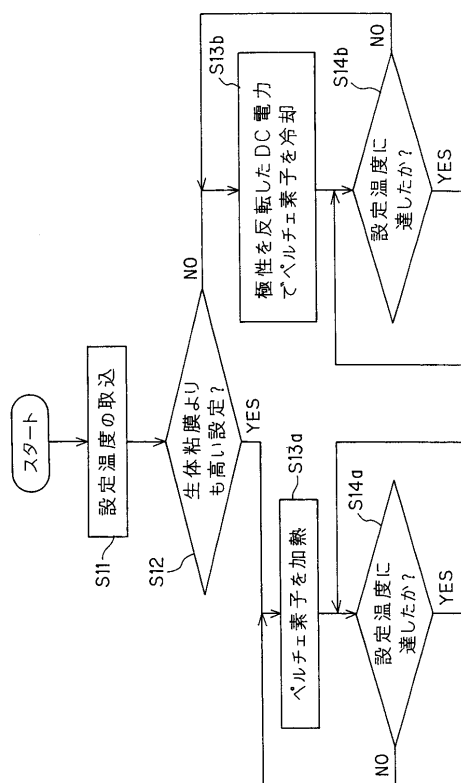 スタート
S11
設定温度の取込
S12
生体粘膜より
も高い設定?
NO
YES
S13a
ペルチェ素子を加熱
S14a
設定温度に
達したか?
NO
YES
S13b
極性を反転したDC電力
でペルチェ素子を冷却
S14b
設定温度に
達したか?
NO
YES